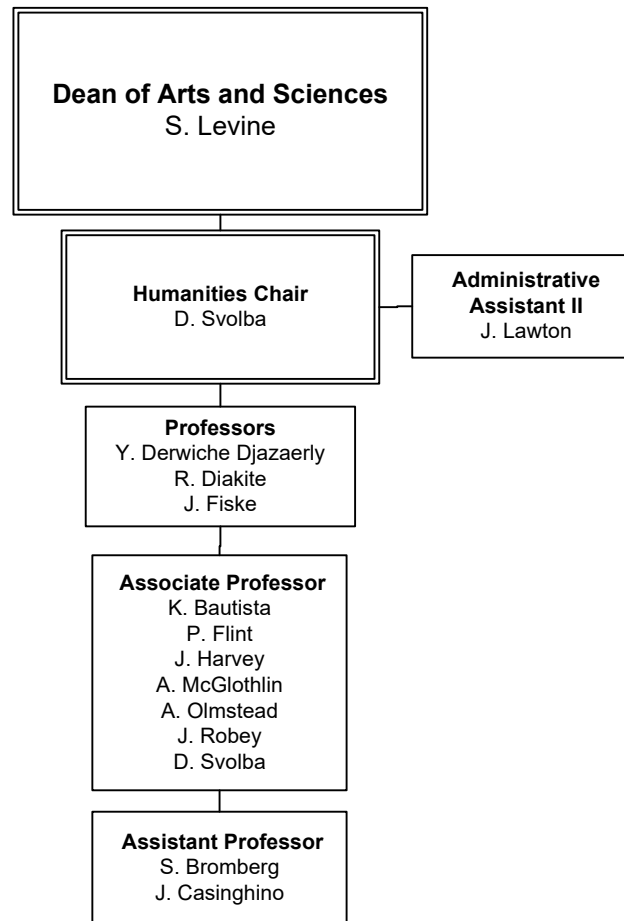 Dean of Arts and Sciences
S. Levine
Humanities Chair
D. Svolba
Administrative
Assistant II
J. Lawton
Professors
Y. Derwiche Djazaerly
R. Diakite
J. Fiske
Associate Professor
K. Bautista
P. Flint
J. Harvey
A. McGlothlin
A. Olmstead
J. Robey
D. Svolba
Assistant Professor
S. Bromberg
J. Casinghino